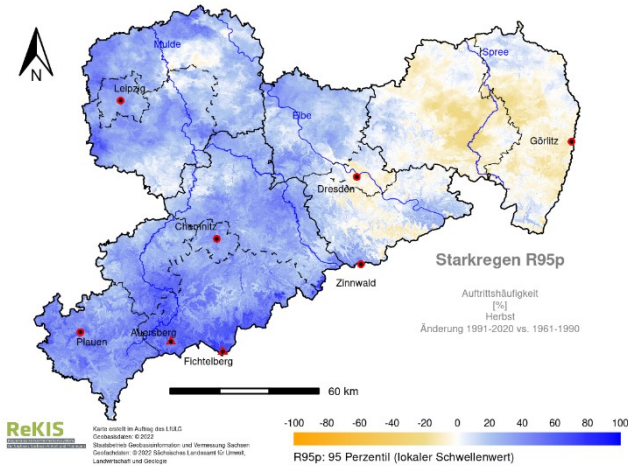 N
Mulde
Spree
Leipzig
Elbe
Görlitz
Dresden
Chemnitz
Starkregen R95p
Zinnwald
Auftrittshäufigkeit
[%]
Herbst
Änderung 1991-2020 vs. 1961-1990
Plauen
Auersberg
Fichtelberg
60 km
ReKIS
Karte erstellt im Auftrag des LfULG
Geobasisdaten: © 2022
Staatsbetrieb Geobasisinformation und Vermessung Sachsen
Geofachdaten: © 2022 Sächsisches Landesamt für Umwelt,
Landwirtschaft und Geologie
-100 -80 -60 -40 -20 0 20 40 60 80 100
R95p: 95 Perzentil (lokaler Schwellenwert)